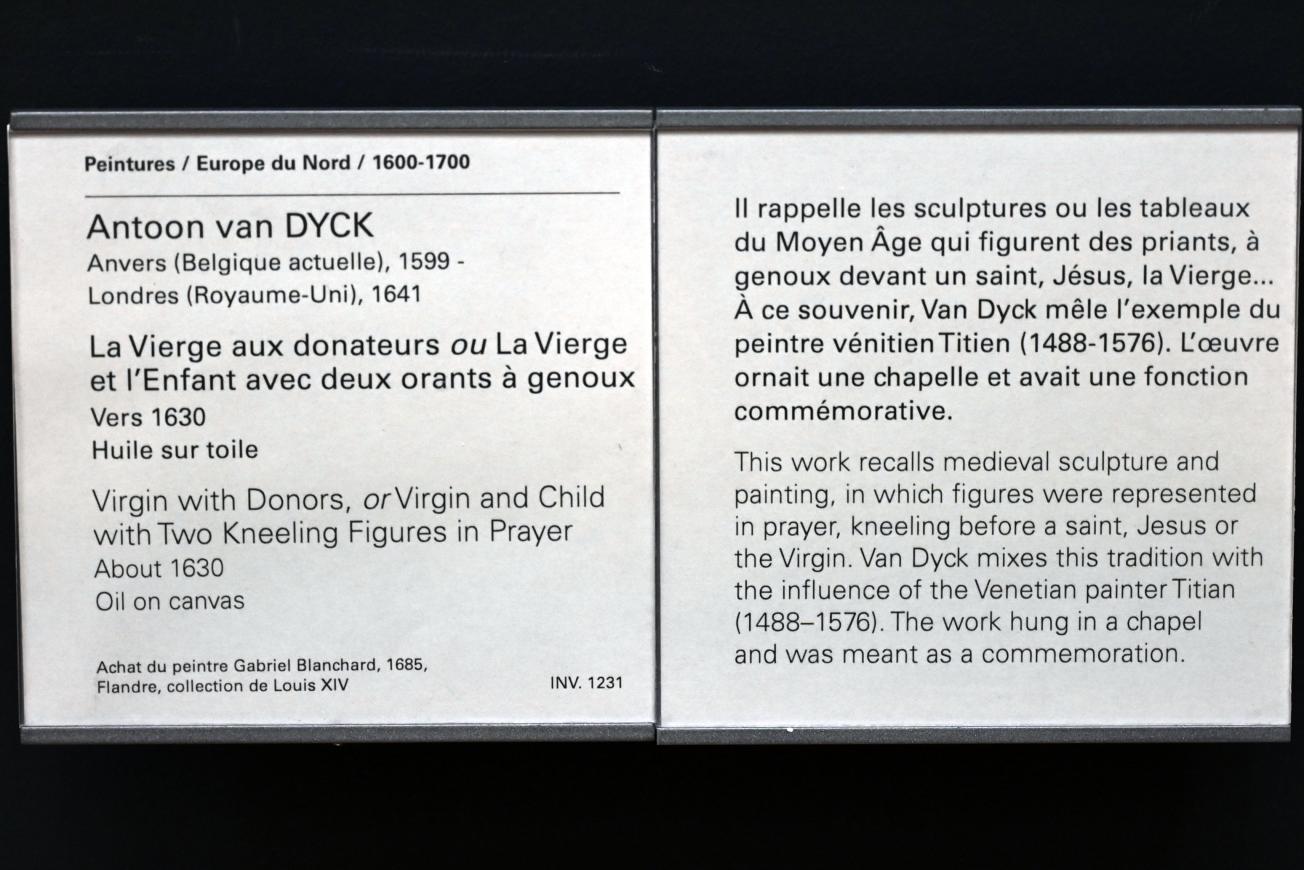 Peintures / Europe du Nord / 1600-1700
Antoon van DYCK
Anvers (Belgique actuelle), 1599 -
Londres (Royaume-Uni), 1641
La Vierge aux donateurs ou La Vierge
et l'Enfant avec deux orants à genoux
Vers 1630
Huile sur toile
Virgin with Donors, or Virgin and Child
with Two Kneeling Figures in Prayer
About 1630
Oil on canvas
Achat du peintre Gabriel Blanchard, 1685,
Flandre, collection de Louis XIV
INV. 1231
Il rappelle les sculptures ou les tableaux
du Moyen Âge qui figurent des priants, à
genoux devant un saint, Jésus, la Vierge...
À ce souvenir, Van Dyck mêle l'exemple du
peintre vénitien Titien (1488-1576). L'œuvre
ornait une chapelle et avait une fonction
commémorative.
This work recalls medieval sculpture and
painting, in which figures were represented
in prayer, kneeling before a saint, Jesus or
the Virgin. Van Dyck mixes this tradition with
the influence of the Venetian painter Titian
(1488–1576). The work hung in a chapel
and was meant as a commemoration.